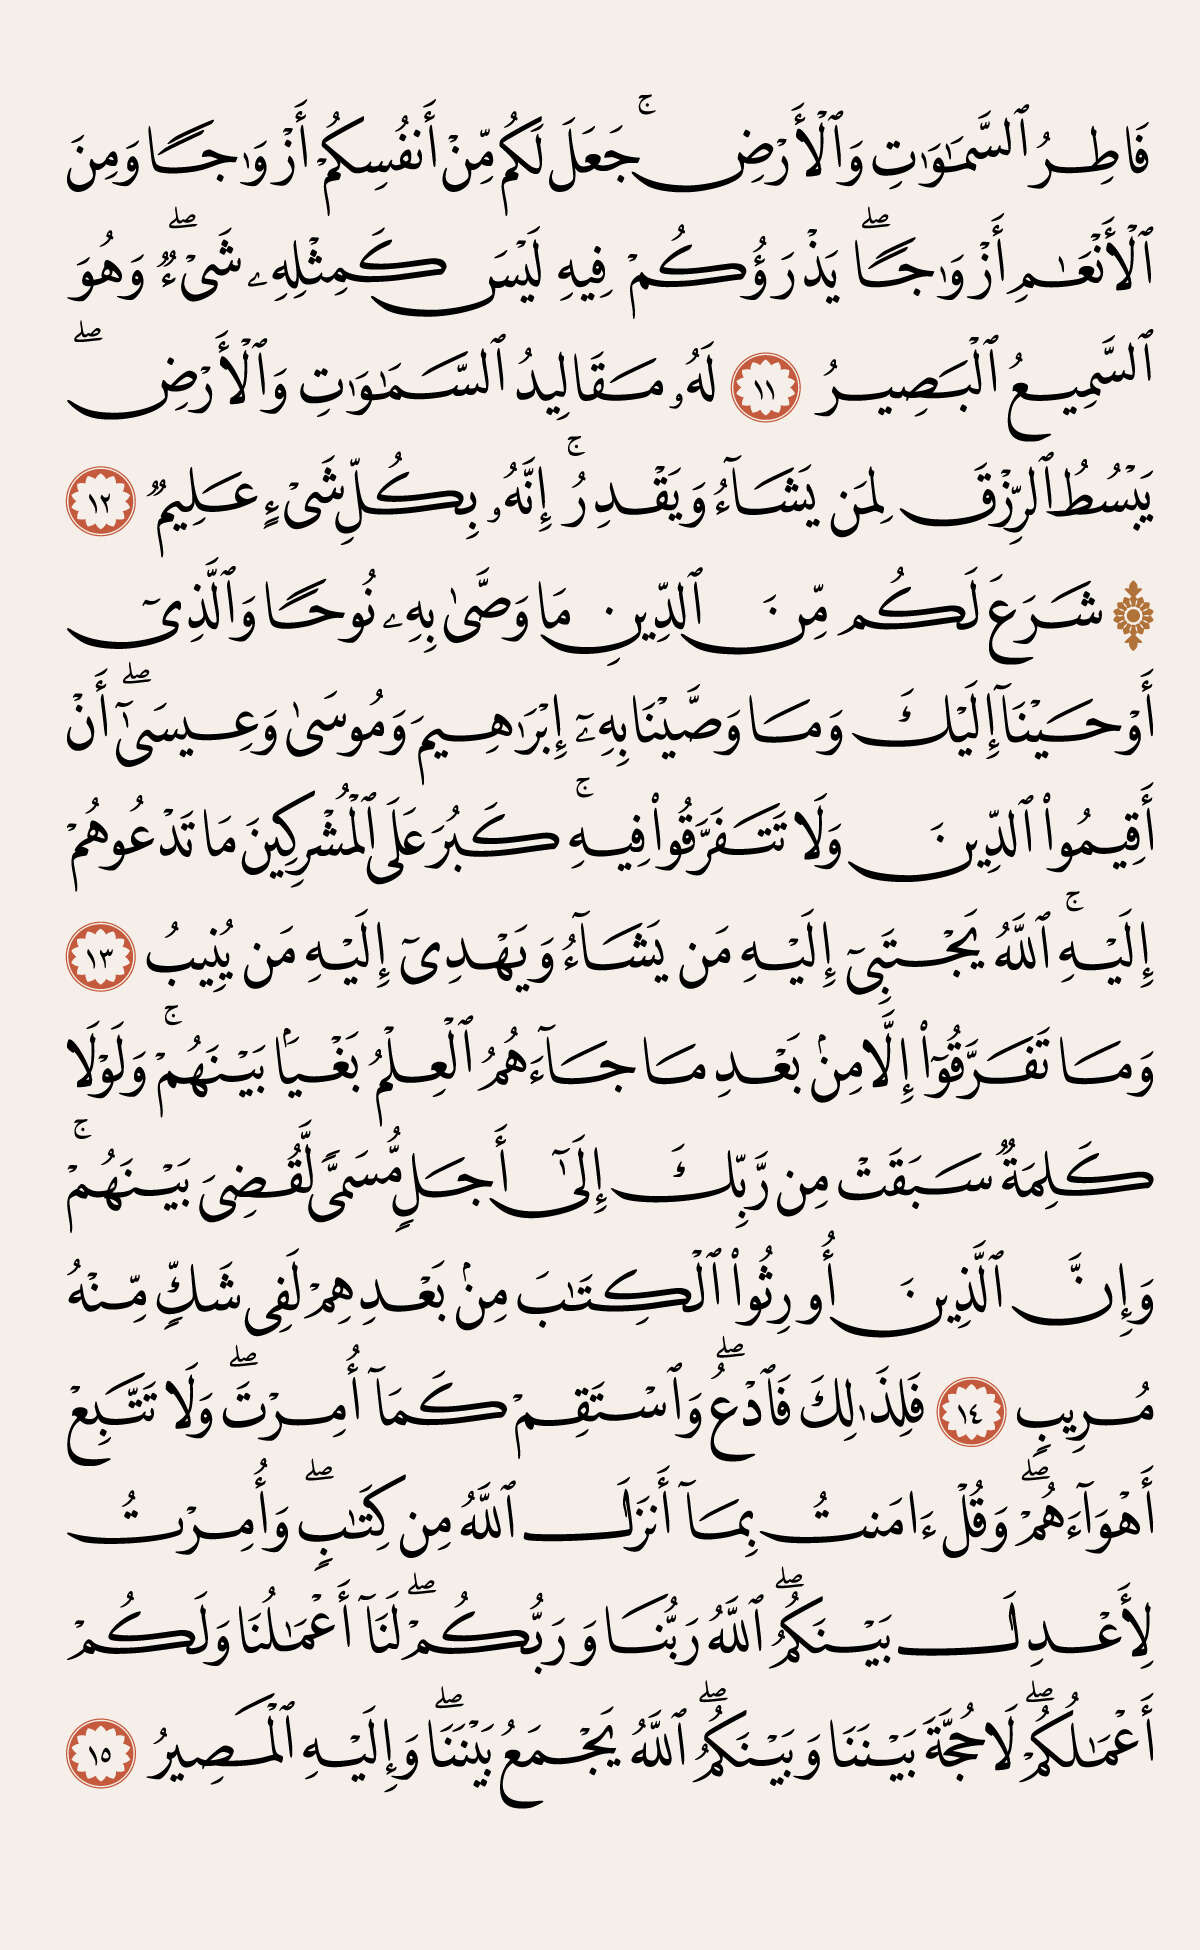 فَاطِرُ ٱلسَّمَٰوَٰتِ وَٱلْأَرْضِ ۚ جَعَلَ لَكُم مِّنْ أَنفُسِكُمْ أَزْوَٰجًا وَمِنَ
ٱلْأَنْعَٰمِ أَزْوَٰجًا ۖ يَذْرَؤُكُمْ فِيهِ لَيْسَ كَمِثْلِهِۦ شَىْءٌ ۖ وَهُوَ
ٱلسَّمِيعُ ٱلْبَصِيرُ ١١ لَهُۥ مَقَالِيدُ ٱلسَّمَٰوَٰتِ وَٱلْأَرْضِ ۖ
يَبْسُطُ ٱلرِّزْقَ لِمَن يَشَآءُ وَيَقْدِرُ ۚ إِنَّهُۥ بِكُلِّ شَىْءٍ عَلِيمٌ ١٢
۞ شَرَعَ لَكُم مِّنَ ٱلدِّينِ مَا وَصَّىٰ بِهِۦ نُوحًا وَٱلَّذِىٓ
أَوْحَيْنَآ إِلَيْكَ وَمَا وَصَّيْنَا بِهِۦٓ إِبْرَٰهِيمَ وَمُوسَىٰ وَعِيسَىٰٓ ۖ أَنْ
أَقِيمُوا۟ ٱلدِّينَ وَلَا تَتَفَرَّقُوا۟ فِيهِ ۚ كَبُرَ عَلَى ٱلْمُشْرِكِينَ مَا تَدْعُوهُمْ
إِلَيْهِ ۚ ٱللَّهُ يَجْتَبِىٓ إِلَيْهِ مَن يَشَآءُ وَيَهْدِىٓ إِلَيْهِ مَن يُنِيبُ ١٣
وَمَا تَفَرَّقُوٓا۟ إِلَّا مِنۢ بَعْدِ مَا جَآءَهُمُ ٱلْعِلْمُ بَغْيًۢا بَيْنَهُمْ ۚ وَلَوْلَا
كَلِمَةٌ سَبَقَتْ مِن رَّبِّكَ إِلَىٰٓ أَجَلٍ مُّسَمًّى لَّقُضِىَ بَيْنَهُمْ ۚ
وَإِنَّ ٱلَّذِينَ أُورِثُوا۟ ٱلْكِتَٰبَ مِنۢ بَعْدِهِمْ لَفِى شَكٍّ مِّنْهُ
مُرِيبٍ ١٤ فَلِذَٰلِكَ فَٱدْعُ ۖ وَٱسْتَقِمْ كَمَآ أُمِرْتَ ۖ وَلَا تَتَّبِعْ
أَهْوَآءَهُمْ ۖ وَقُلْ ءَامَنتُ بِمَآ أَنزَلَ ٱللَّهُ مِن كِتَٰبٍ ۖ وَأُمِرْتُ
لِأَعْدِلَ بَيْنَكُمُ ۖ ٱللَّهُ رَبُّنَا وَرَبُّكُمْ ۖ لَنَآ أَعْمَٰلُنَا وَلَكُمْ
أَعْمَٰلُكُمْ ۖ لَا حُجَّةَ بَيْنَنَا وَبَيْنَكُمُ ۖ ٱللَّهُ يَجْمَعُ بَيْنَنَا ۖ وَإِلَيْهِ ٱلْمَصِيرُ ١٥